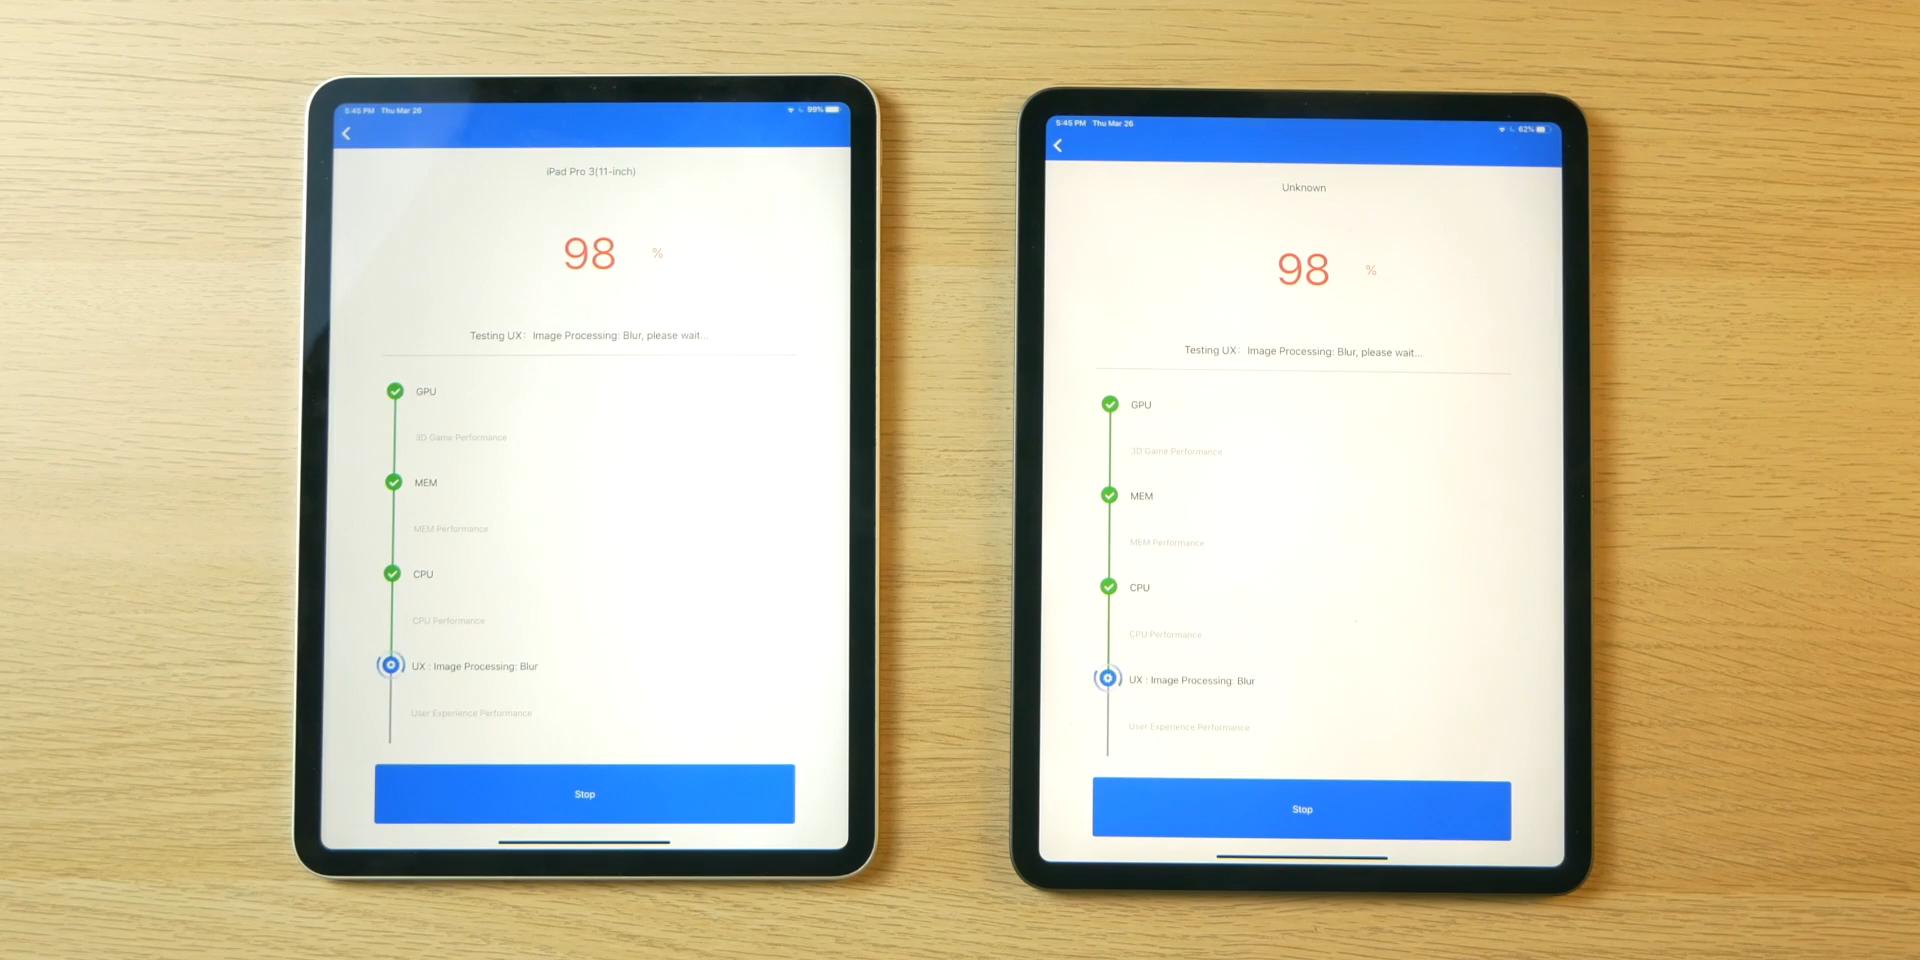 5:45 PM Thu Mar 26
99%
iPad Pro 3(11-inch)
98 %
Testing UX: Image Processing: Blur, please wait...
GPU
3D Game Performance
MEM
MEM Performance
CPU
CPU Performance
UX : Image Processing: Blur
User Experience Performance
Stop
5:45 PM Thu Mar 26
62%
Unknown
98 %
Testing UX: Image Processing: Blur, please wait...
GPU
3D Game Performance
MEM
MEM Performance
CPU
CPU Performance
UX : Image Processing: Blur
User Experience Performance
Stop